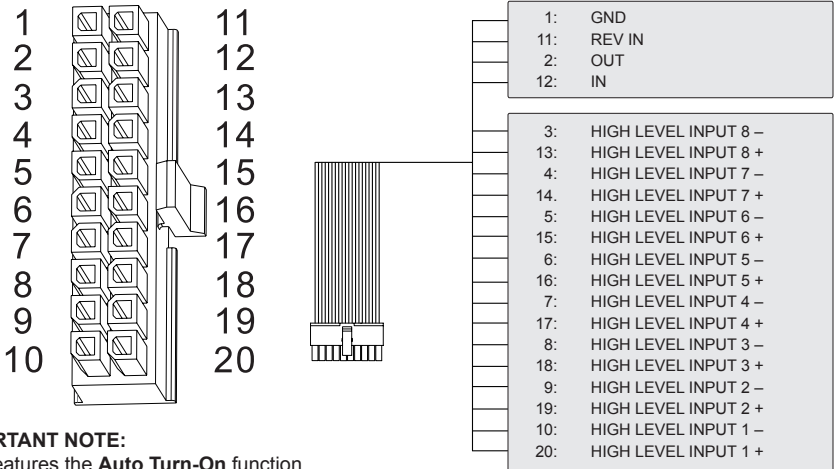 1 11
2 12
3 13
4 14
5 15
6 16
7 17
8 18
9 19
10 20
1: GND
11: REV IN
2: OUT
12: IN
3: HIGH LEVEL INPUT 8 –
13: HIGH LEVEL INPUT 8 +
4: HIGH LEVEL INPUT 7 –
14. HIGH LEVEL INPUT 7 +
5: HIGH LEVEL INPUT 6 –
15: HIGH LEVEL INPUT 6 +
6: HIGH LEVEL INPUT 5 –
16: HIGH LEVEL INPUT 5 +
7: HIGH LEVEL INPUT 4 –
17: HIGH LEVEL INPUT 4 +
8: HIGH LEVEL INPUT 3 –
18: HIGH LEVEL INPUT 3 +
9: HIGH LEVEL INPUT 2 –
19: HIGH LEVEL INPUT 2 +
10: HIGH LEVEL INPUT 1 –
20: HIGH LEVEL INPUT 1 +
RTANT NOTE:
eatures the Auto Turn-On function